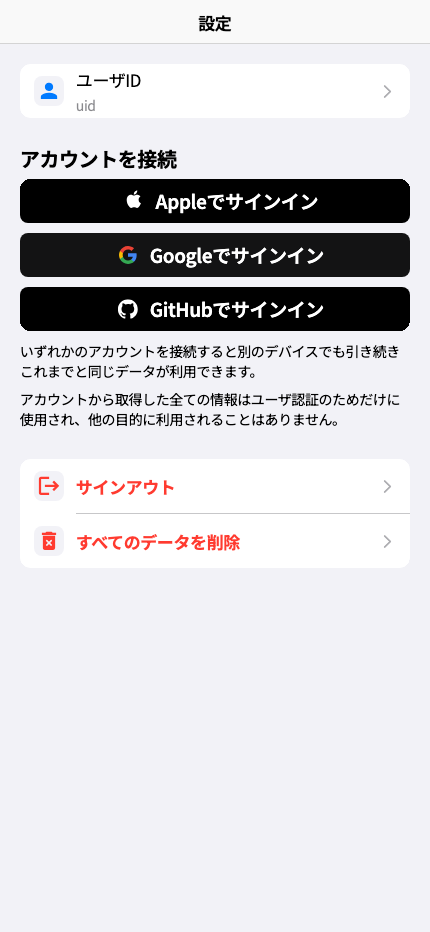 設定
ユーザID
uid
アカウントを接続
Appleでサインイン
Googleでサインイン
GitHubでサインイン
いずれかのアカウントを接続すると別のデバイスでも引き続き
これまでと同じデータが利用できます。
アカウントから取得した全ての情報はユーザ認証のためだけに
使用され、他の目的に利用されることはありません。
サインアウト
すべてのデータを削除